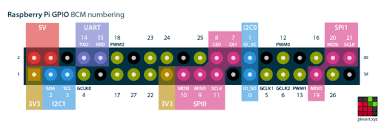 Raspberry Pi GPIO BCM numbering
5V
UART
I2C0
SPI1
14 15 18 23 24 25 8 7 1 12 16 20 21
TXD RXD PWM0 CE0 CE1 PWM0 MOSI SCLK
2 40
1 39
2 3 4 17 27 22 10 9 11 0 5 6 13 19 26
SDA SCL GCLK0 MOSI MISO SCLK GCLK1 GCLK2 PWM1 MISO
3V3
I2C1
3V3
SPI0
pinout.xyz